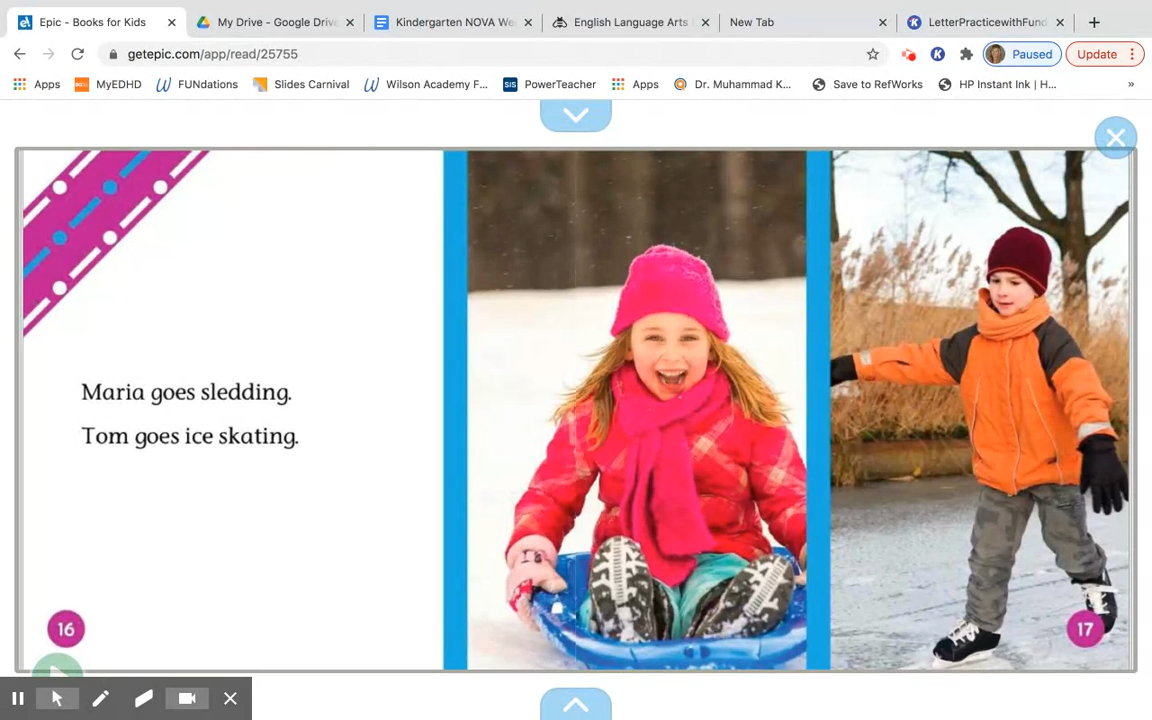 Epic - Books for Kids
My Drive - Google Drive
Kindergarten NOVA We
English Language Arts
New Tab
LetterPracticewithFund
getepic.com/app/read/25755
Paused
Update
Apps
MyEDHD
FUNdations
Slides Carnival
Wilson Academy F...
PowerTeacher
Apps
Dr. Muhammad K...
Save to RefWorks
HP Instant Ink | H...
»
Maria goes sledding.
Tom goes ice skating.
16
17